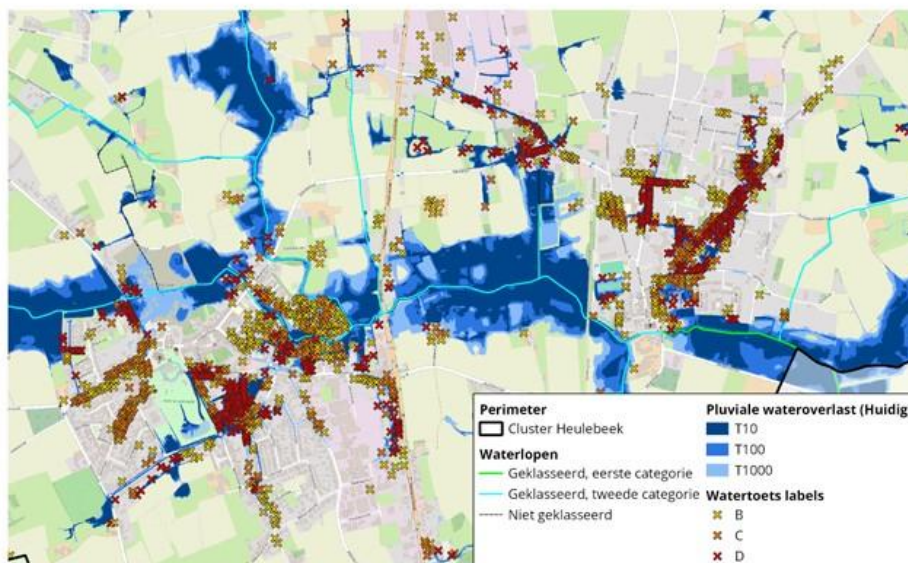 Perimeter
Cluster Heulebeek
Waterlopen
Geklasseerd, eerste categorie
Geklasseerd, tweede categorie
Niet geklasseerd
Pluviale wateroverlast (Huidig
T10
T100
T1000
Watertoets labels
B
C
D